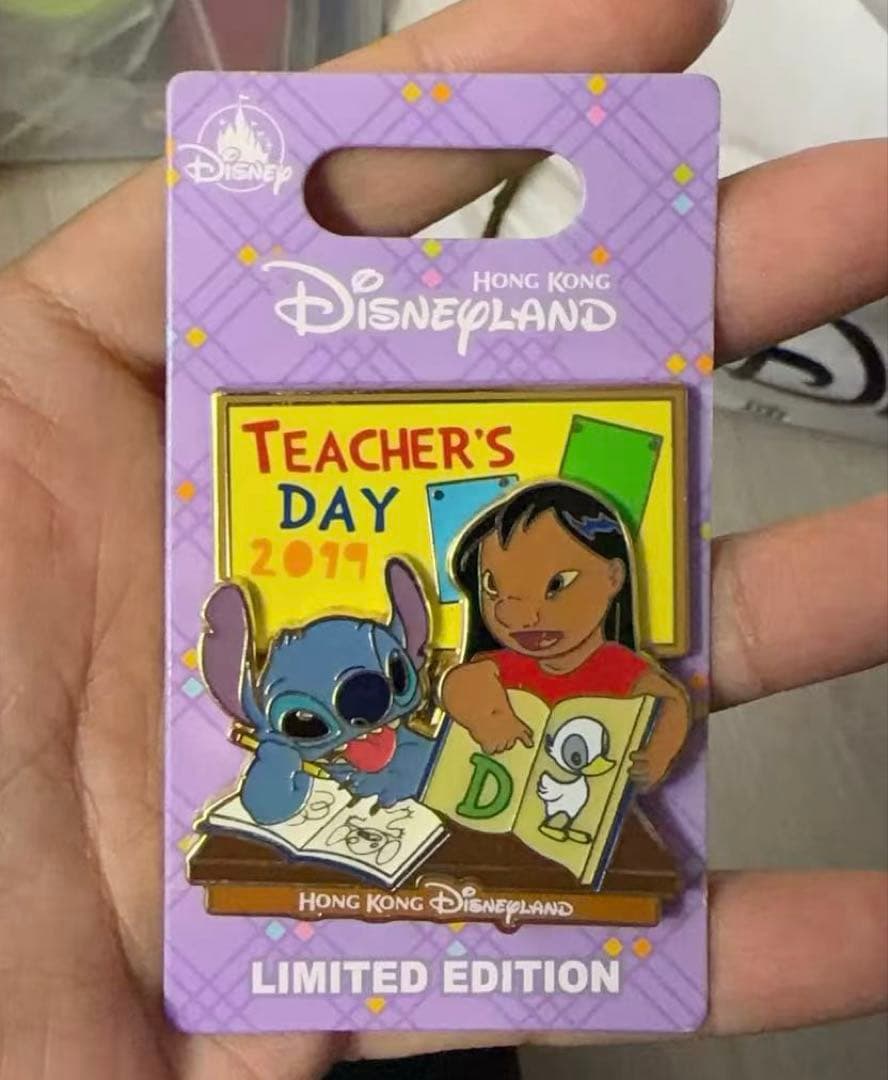 Disney
HONG KONG
Disneyland
TEACHER'S
DAY
2019
D
HONG KONG Disneyland
LIMITED EDITION